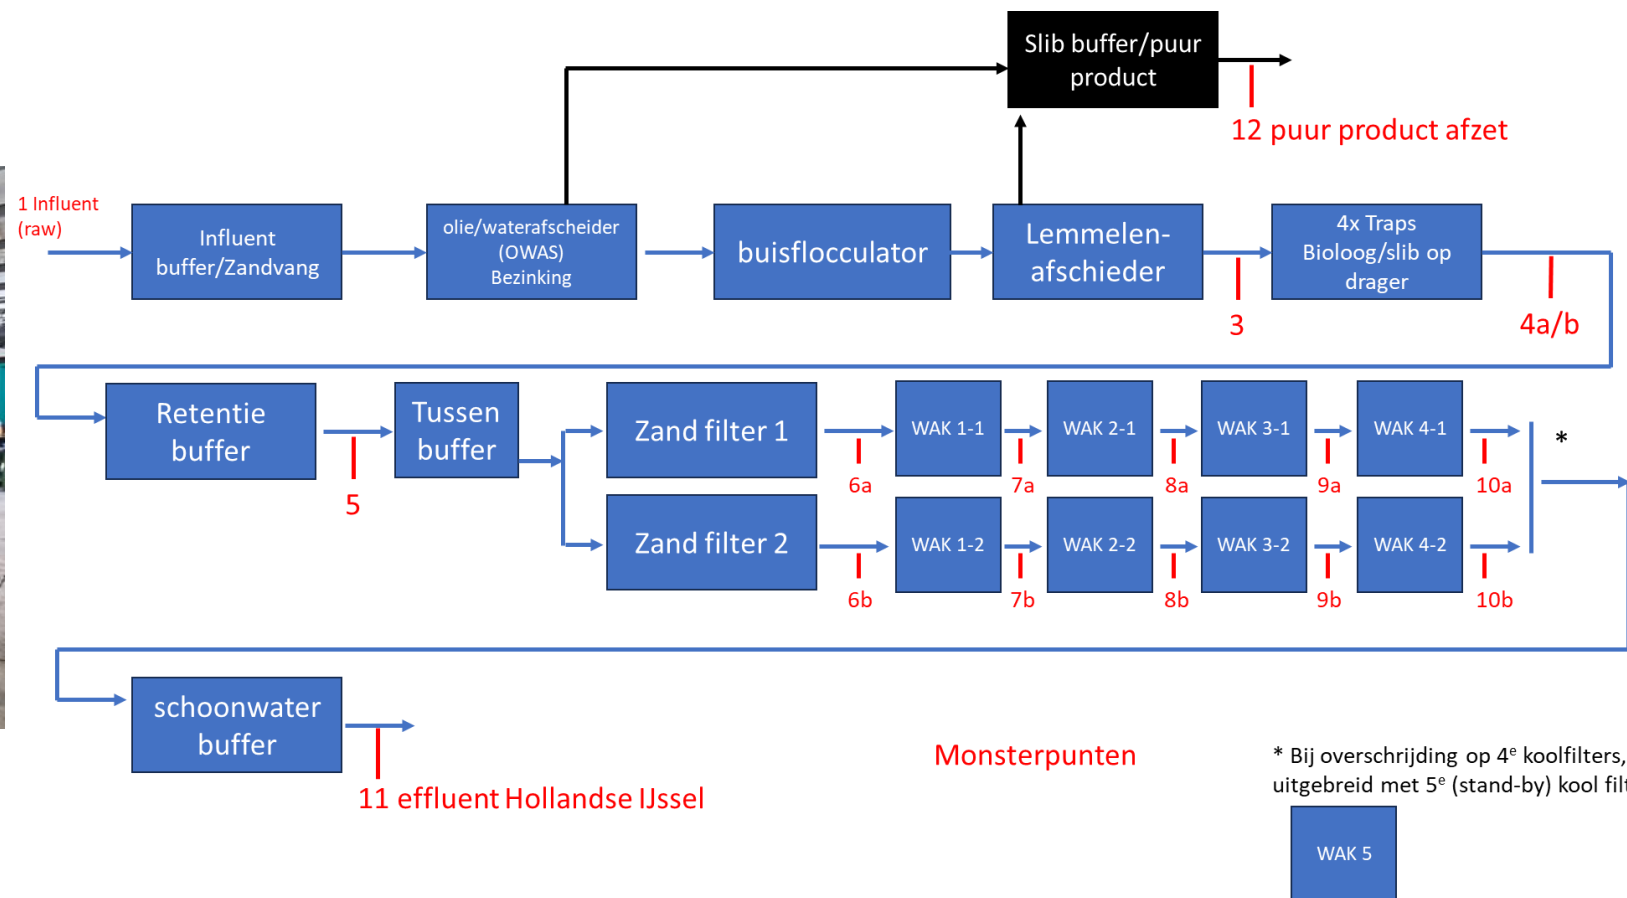 Slib buffer/puur
product
12 puur product afzet
1 Influent
(raw)
Influent
buffer/Zandvang
olie/waterafscheider
(OWAS)
Bezinking
buisflocculator
Lemmelen-
afschieder
3
4x Traps
Bioloog/slib op
drager
4a/b
Retentie
buffer
5
Tussen
buffer
Zand filter 1
6a
WAK 1-1
7a
WAK 2-1
8a
WAK 3-1
9a
WAK 4-1
10a
*
Zand filter 2
6b
WAK 1-2
7b
WAK 2-2
8b
WAK 3-2
9b
WAK 4-2
10b
schoonwater
buffer
11 effluent Hollandse IJssel
Monsterpunten
* Bij overschrijding op 4e koolfilters,
uitgebreid met 5e (stand-by) kool filt
WAK 5